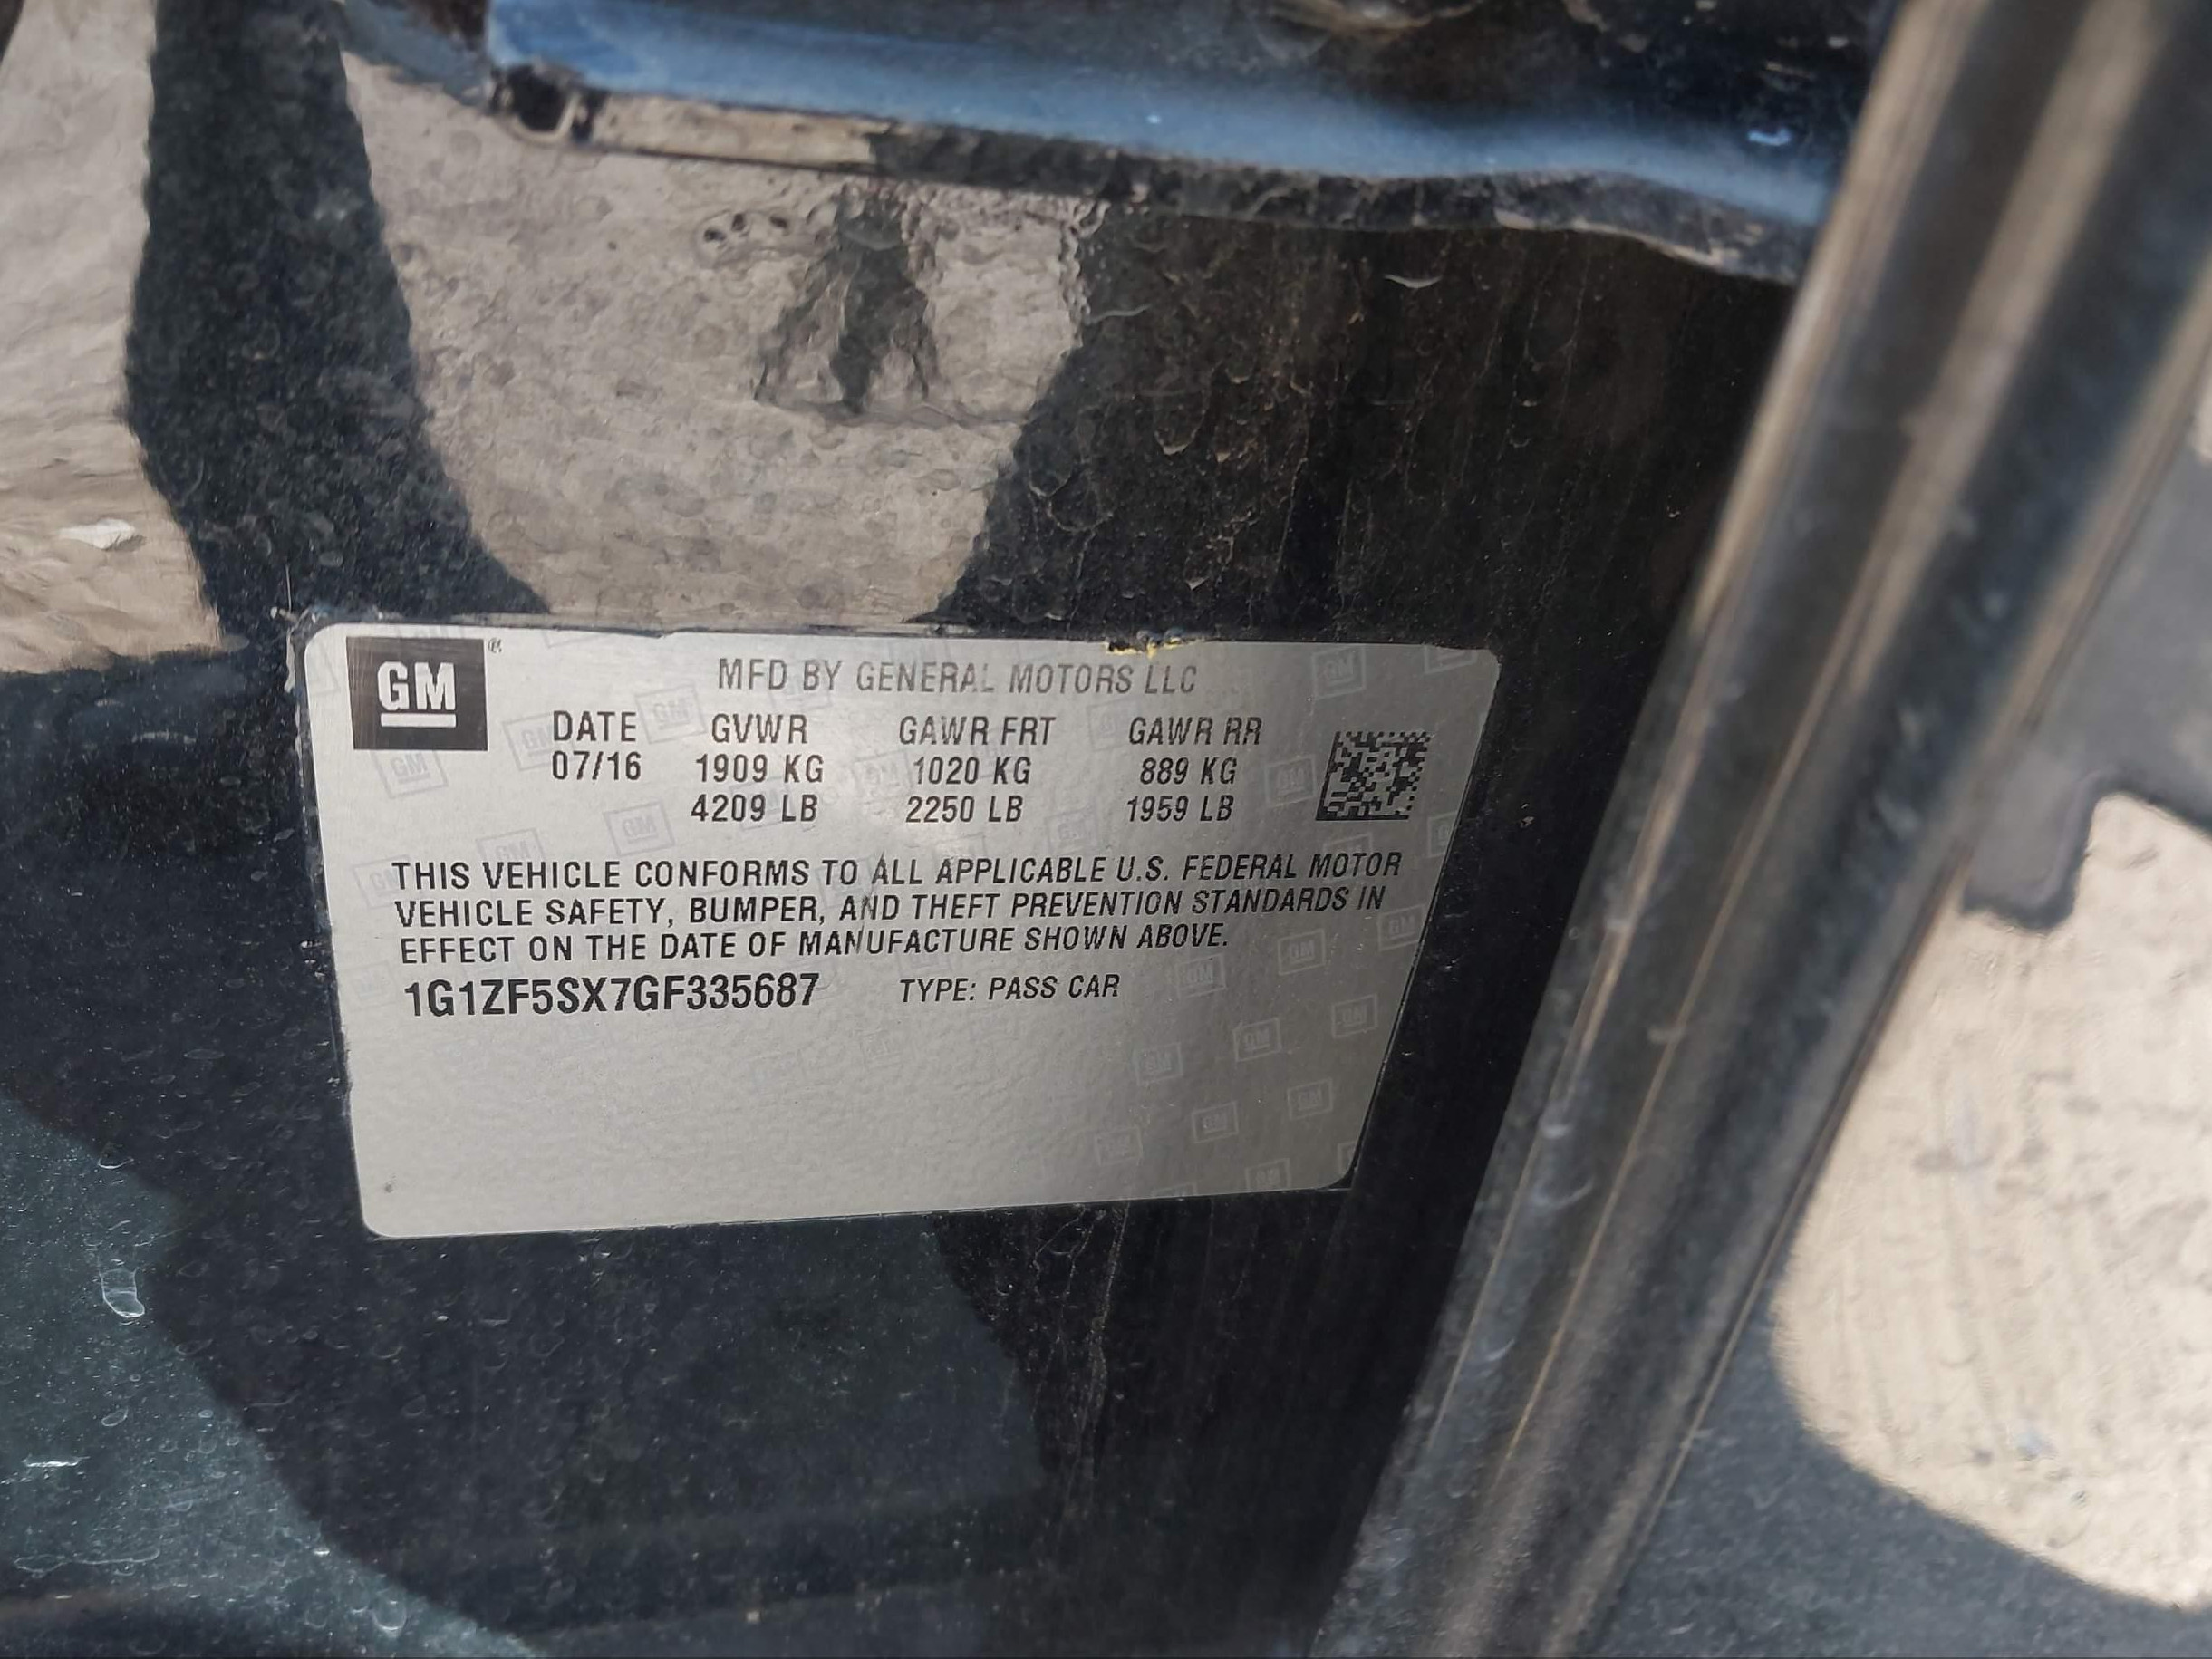 GM ®
MFD BY GENERAL MOTORS LLC
DATE GVWR GAWR FRT GAWR RR
07/16 1909 KG 1020 KG 889 KG
4209 LB 2250 LB 1959 LB
THIS VEHICLE CONFORMS TO ALL APPLICABLE U.S. FEDERAL MOTOR
VEHICLE SAFETY, BUMPER, AND THEFT PREVENTION STANDARDS IN
EFFECT ON THE DATE OF MANUFACTURE SHOWN ABOVE.
1G1ZF5SX7GF335687 TYPE: PASS CAR